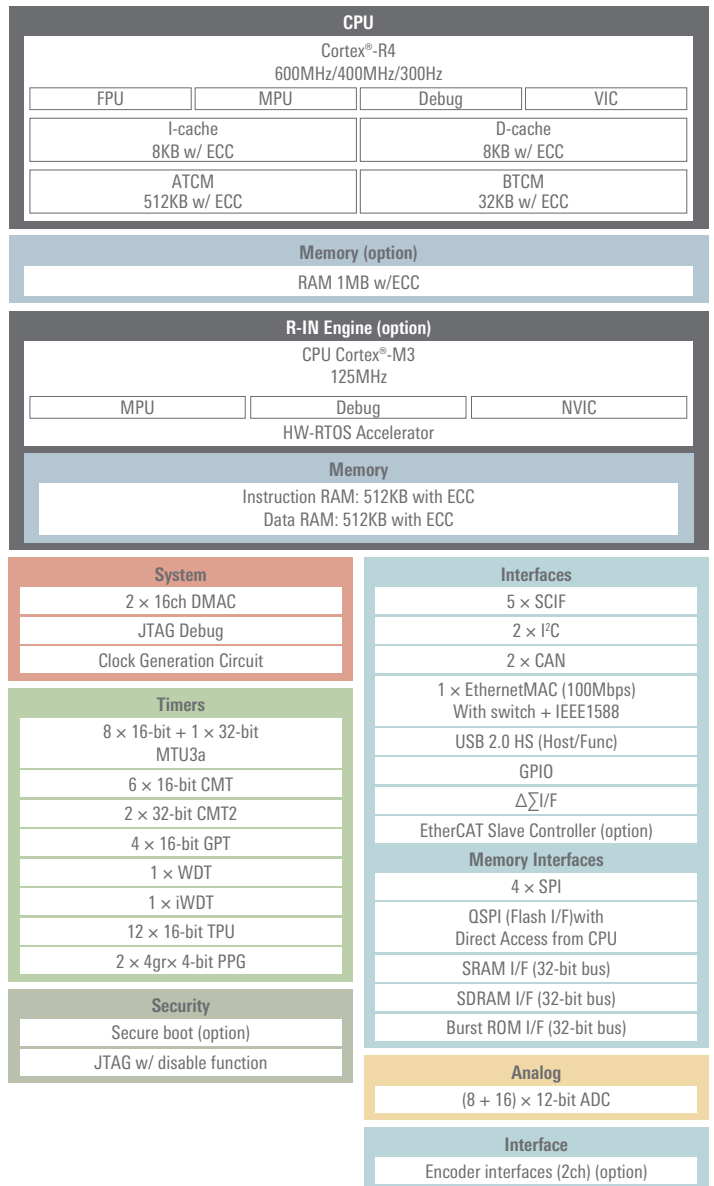 CPU
Cortex®-R4
600MHz/400MHz/300Hz
FPU
MPU
Debug
VIC
I-cache
8KB w/ ECC
D-cache
8KB w/ ECC
ATCM
512KB w/ ECC
BTCM
32KB w/ ECC
Memory (option)
RAM 1MB w/ECC
R-IN Engine (option)
CPU Cortex®-M3
125MHz
MPU
Debug
NVIC
HW-RTOS Accelerator
Memory
Instruction RAM: 512KB with ECC
Data RAM: 512KB with ECC
System
2 × 16ch DMAC
JTAG Debug
Clock Generation Circuit
Timers
8 × 16-bit + 1 × 32-bit
MTU3a
6 × 16-bit CMT
2 × 32-bit CMT2
4 × 16-bit GPT
1 × WDT
1 × iWDT
12 × 16-bit TPU
2 × 4gr× 4-bit PPG
Security
Secure boot (option)
JTAG w/ disable function
Interfaces
5 × SCIF
2 × I²C
2 × CAN
1 × EthernetMAC (100Mbps)
With switch + IEEE1588
USB 2.0 HS (Host/Func)
GPIO
Δ∑I/F
EtherCAT Slave Controller (option)
Memory Interfaces
4 × SPI
QSPI (Flash I/F)with
Direct Access from CPU
SRAM I/F (32-bit bus)
SDRAM I/F (32-bit bus)
Burst ROM I/F (32-bit bus)
Analog
(8 + 16) × 12-bit ADC
Interface
Encoder interfaces (2ch) (option)